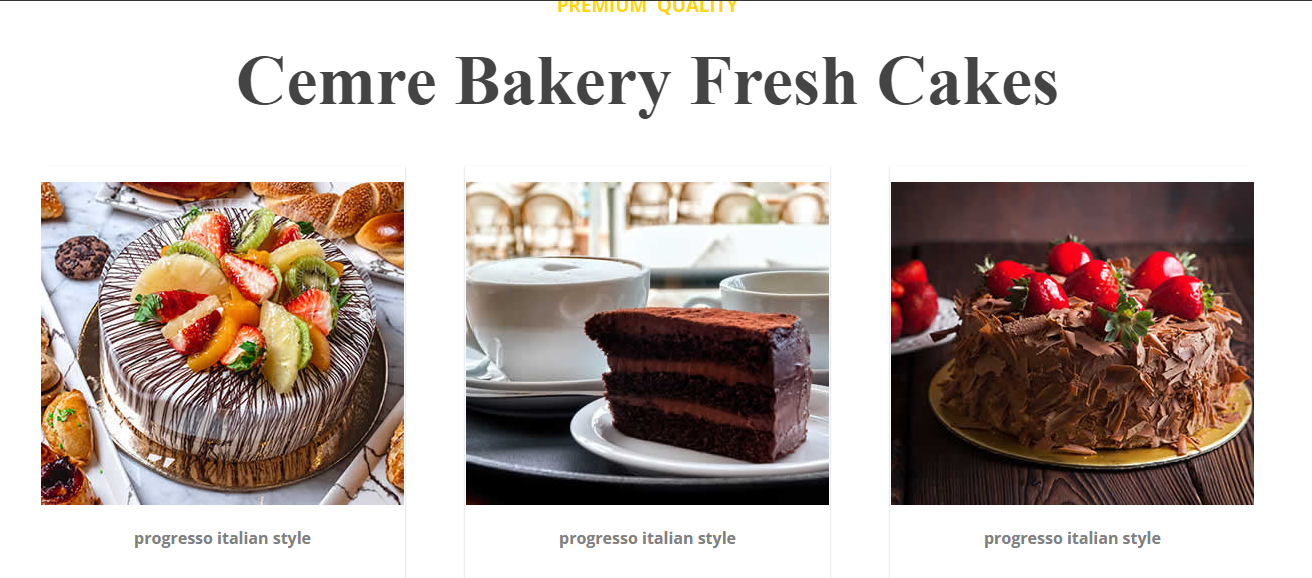 PREMIUM QUALITY
Cemre Bakery Fresh Cakes
progresso italian style
progresso italian style
progresso italian style